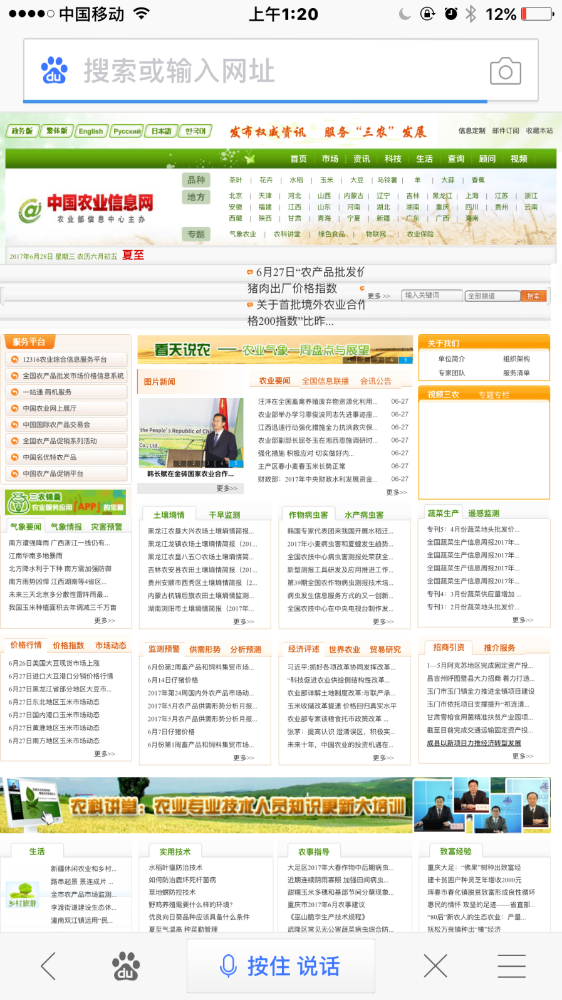 中国移动
上午1:20
12%
搜索或输入网址
政务版 繁体版 English Русский 日本語 한국어
发布权威资讯 服务“三农”发展
信息定制 邮件订阅 收藏本站
首页 市场 资讯 科技 生活 查询 顾问 视频
中国农业信息网
农业部信息中心主办
品种 茶叶 | 花卉 | 水稻 | 玉米 | 大豆 | 马铃薯 | 羊 | 大蒜 | 香蕉
地方 北京 | 天津 | 河北 | 山西 | 内蒙古 | 辽宁 | 吉林 | 黑龙江 | 上海 | 江苏 | 浙江
安徽 | 福建 | 江西 | 山东 | 河南 | 湖北 | 湖南 | 重庆 | 四川 | 贵州 | 云南
西藏 | 陕西 | 甘肃 | 青海 | 宁夏 | 新疆 | 广东 | 广西 | 海南
专题 气象农业 | 农科讲堂 | 绿色食品 | 物联网 | 农业保险
2017年6月28日 星期三 农历六月初五 夏至
6月27日“农产品批发价
猪肉出厂价格指数
更多 >> 输入关键词 全部频道 搜索
关于首批境外农业合作
格200指数”比昨...
服务平台
12316农业综合信息服务平台
全国农产品批发市场价格信息系统
一站通 商机服务
中国农业网上展厅
中国国际农产品交易会
全国农产品促销系列活动
中国名优特农产品
中国农产品促销平台
看天说农 —— 农业气象一周盘点与展望
1 2 3 4 5
图片新闻
the People's Republic of China
Co., Ltd.
1 2 3 4 5
韩长赋在金砖国家农业合作...
更多>>
农业要闻 全国信息联播 会讯公告
汪洋在全国畜禽养殖废弃物资源化利用... 06-27
农业部举办学习廖俊波同志先进事迹座... 06-27
江西迅速行动强化措施全力抗洪救灾保... 06-27
农业部副部长屈冬玉在湘西恩施调研时... 06-27
强化措施 积极应对 切实做好内... 06-27
主产区春小麦春玉米长势正常 06-27
财政部：2017年中央财政水利发展资金... 06-27
更多>>
关于我们
单位简介 组织架构
专家团队 服务清单
视频三农 专题专栏
三农锦囊
农业服务应用【APP】的宝藏
气象要闻 气象情报 灾害预警
南方遭强降雨 广西浙江一线仍有...
江南华南多地暴雨
北方降水利于下种 南方需加强防御
南方雨势凶悍 江西湖南等4省区...
未来三天北京多分散性雷阵雨最...
我国玉米种植面积去年调减三千万亩
更多>>
土壤墒情 干旱监测
黑龙江农垦大兴农场土壤墒情简报...
黑龙江龙镇农场土壤墒情简报（201...
黑龙江农垦八五〇农场土壤墒情简...
吉林农安县农田土壤墒情简报（201...
贵州安顺市西秀区土壤墒情简报（2...
内蒙古杭锦后旗农田土壤墒情监测...
湖南浏阳市土壤墒情简报（2017年...
更多>>
作物病虫害 水产病虫害
韩国专家代表团来我国开展水稻迁...
2017年小麦病虫害和夏蝗发生趋势...
全国农技中心病虫害测报处荣获全...
新型测报工具研发及应用推进工作...
第39期全国农作物病虫测报技术培...
病虫发生信息服务方式的又一创新...
全国农技中心在中央电视台制作发...
更多>>
蔬菜生产 遥感监测
专刊5：4月份蔬菜地头批发价...
全国蔬菜生产信息周报2017年...
全国蔬菜生产信息周报2017年...
全国蔬菜生产信息周报2017年...
全国蔬菜生产信息周报2017年...
专刊4：3月份蔬菜供应量增加 ...
专刊3：2月份蔬菜地头批发价...
更多>>
价格行情 价格指数 市场动态
6月26日美国大豆现货市场上涨
6月27日进口大豆港口分销价格行情
6月27日黑龙江省部分地区大豆市...
6月27日东北地区玉米市场动态
6月27日国内港口玉米市场动态
6月27日黄淮地区玉米市场动态
6月27日南方地区玉米市场动态
更多>>
监测预警 供需形势 分析预测
6月份第2周畜产品和饲料集贸市场...
6月14日仔猪价格
2017年第24周国内外农产品市场动...
2017年5月农产品供需形势分析月报...
2017年5月农产品供需形势分析月报...
6月7日仔猪价格
6月份第1周畜产品和饲料集贸市场...
更多>>
经济评述 世界农业 贸易研究
习近平:抓好各项改革协同发挥改革...
“科技促进农业供给侧结构性改革...
农业部详解土地制度改革:与联产承...
玉米收储改革提速 价格回归真实水平
农业部专家谈粮食托市政策改革 ...
张茅：提高认识 澄清误区，积极实...
未来十年，中国农业的投资机遇在...
更多>>
招商引资 推介服务
1—5月阿克苏地区完成固定资产投...
昌吉州呼图壁县大力招商 着力打造...
玉门市玉门镇全力推进全镇项目建设
玉门市依托项目支撑提升“祁连清...
甘肃雪榕食用菌精准扶贫产业园项...
截至目前完成交通运输固定资产投...
成县以新项目力推经济转型发展
更多>>
农科讲堂：农业专业技术人员知识更新大培训
生活
乡村旅游
新疆休闲农业和乡村...
路串起景 景连成片 ...
全市农产品市场监测...
李渡街道建设生态休...
潼南双江镇运用“民...
实用技术
水稻叶瘟防治技术
如何防治鹿坏死杆菌病
草地螟防控技术
野鸡养殖需要什么样的环境?
优良向日葵品种应该具备什么条件
夏至气温高 种菜勤管理
农事指导
大足区2017年大春作物中后期病虫...
近期连续阴雨寡照 加强田间病虫...
甜糯玉米多穗和基部节间分蘖现象...
重庆市2017年6月农事建议
《巫山脆李生产技术规程》
武隆区常见无公害蔬菜病虫综合防...
致富经验
重庆大足：“佛果”树种出致富经
建卡贫困户种灵芝年增收2000元
珲春市春化镇脱贫致富形成良性循环
惠民的情怀 攻坚的足迹——省直部...
“80后”新农人的生态农业：产量...
抚松万良镇种出“榛”经济
按住 说话